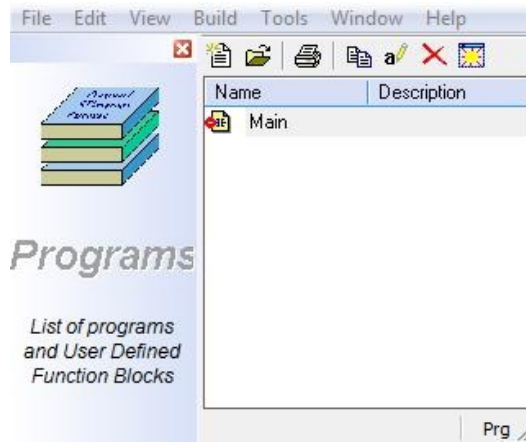 File Edit View Build Tools Window Help
Name Description
Main
Programs
List of programs
and User Defined
Function Blocks
Prg